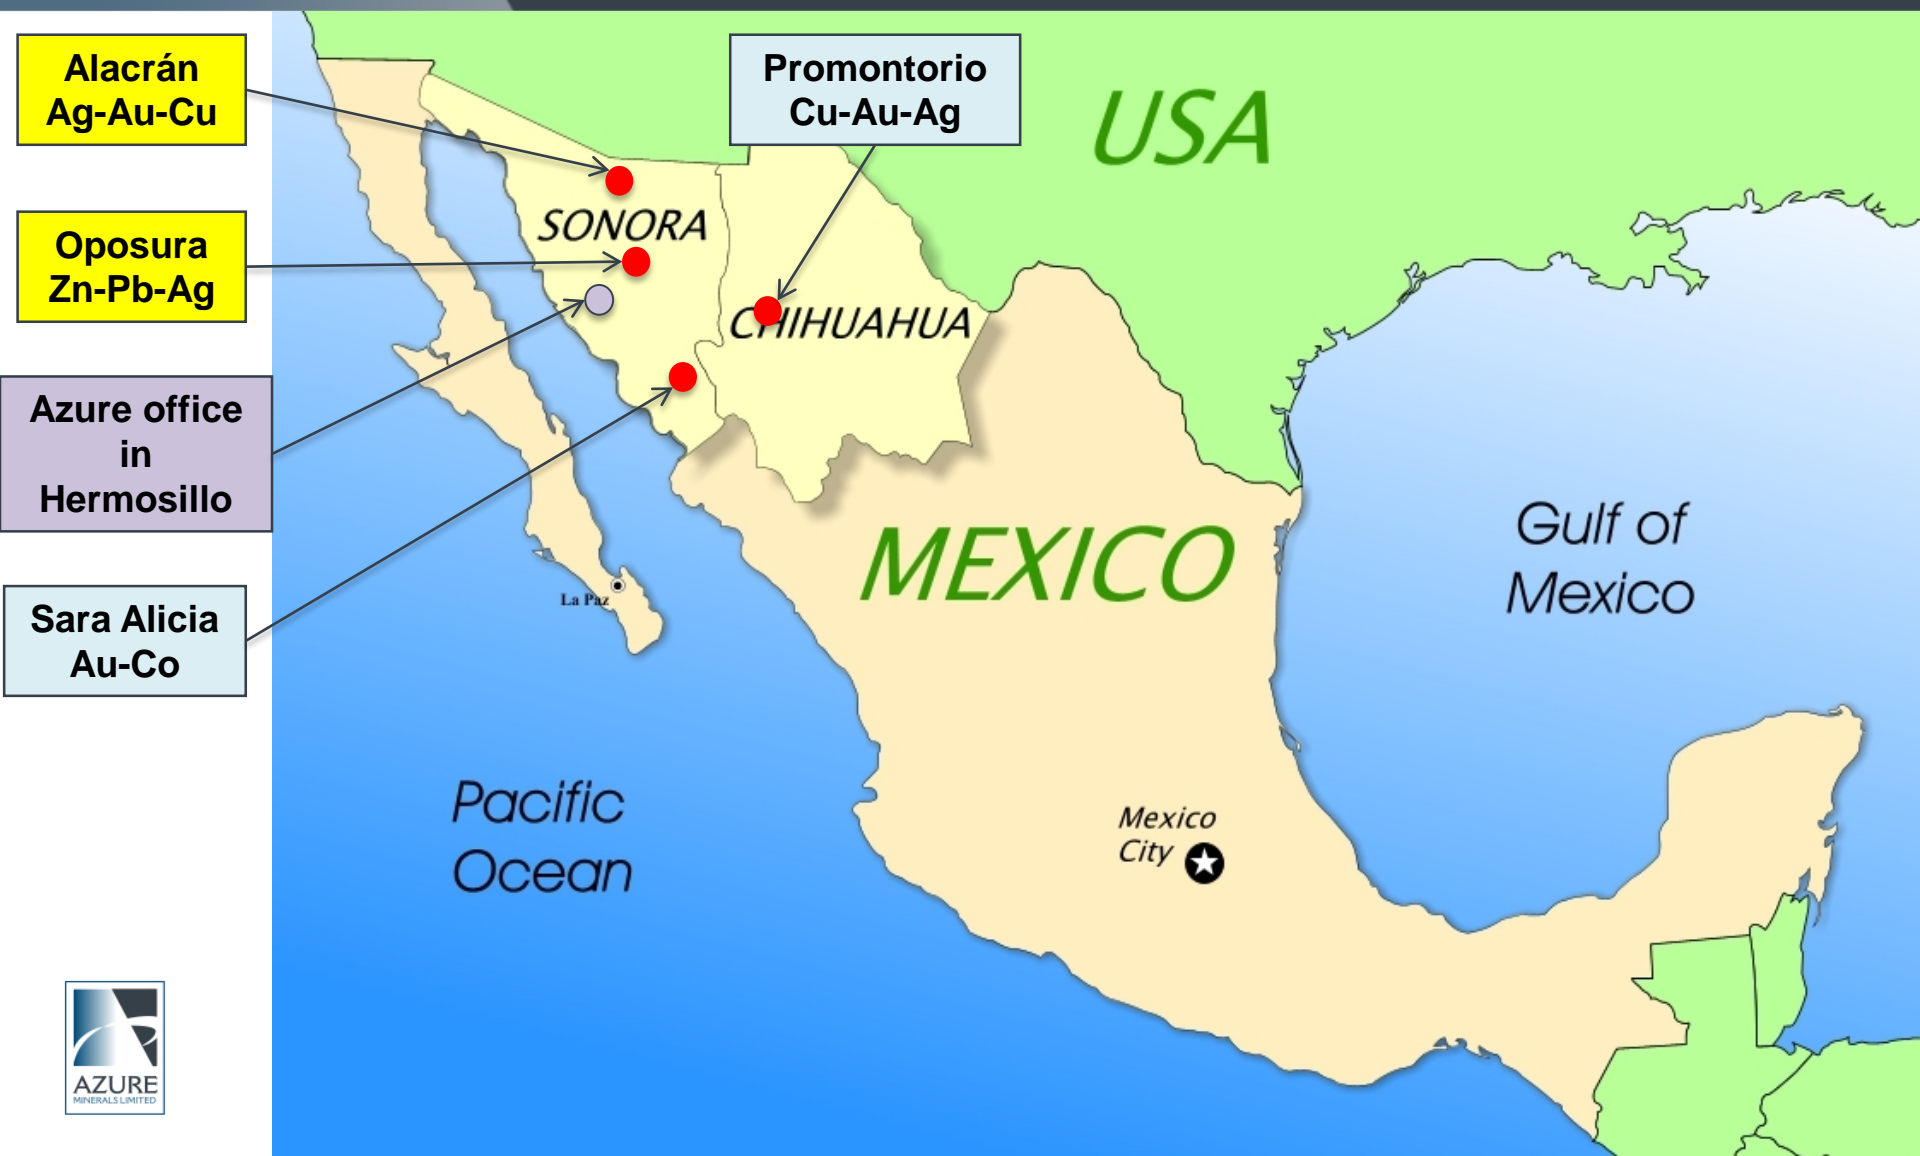 Alacrán
Ag-Au-Cu
Promontorio
Cu-Au-Ag
USA
Oposura
Zn-Pb-Ag
SONORA
CHIHUAHUA
Azure office
in
Hermosillo
MEXICO
Gulf of
Mexico
Sara Alicia
Au-Co
La Paz
Pacific
Ocean
Mexico
City
AZURE
MINERALS LIMITED